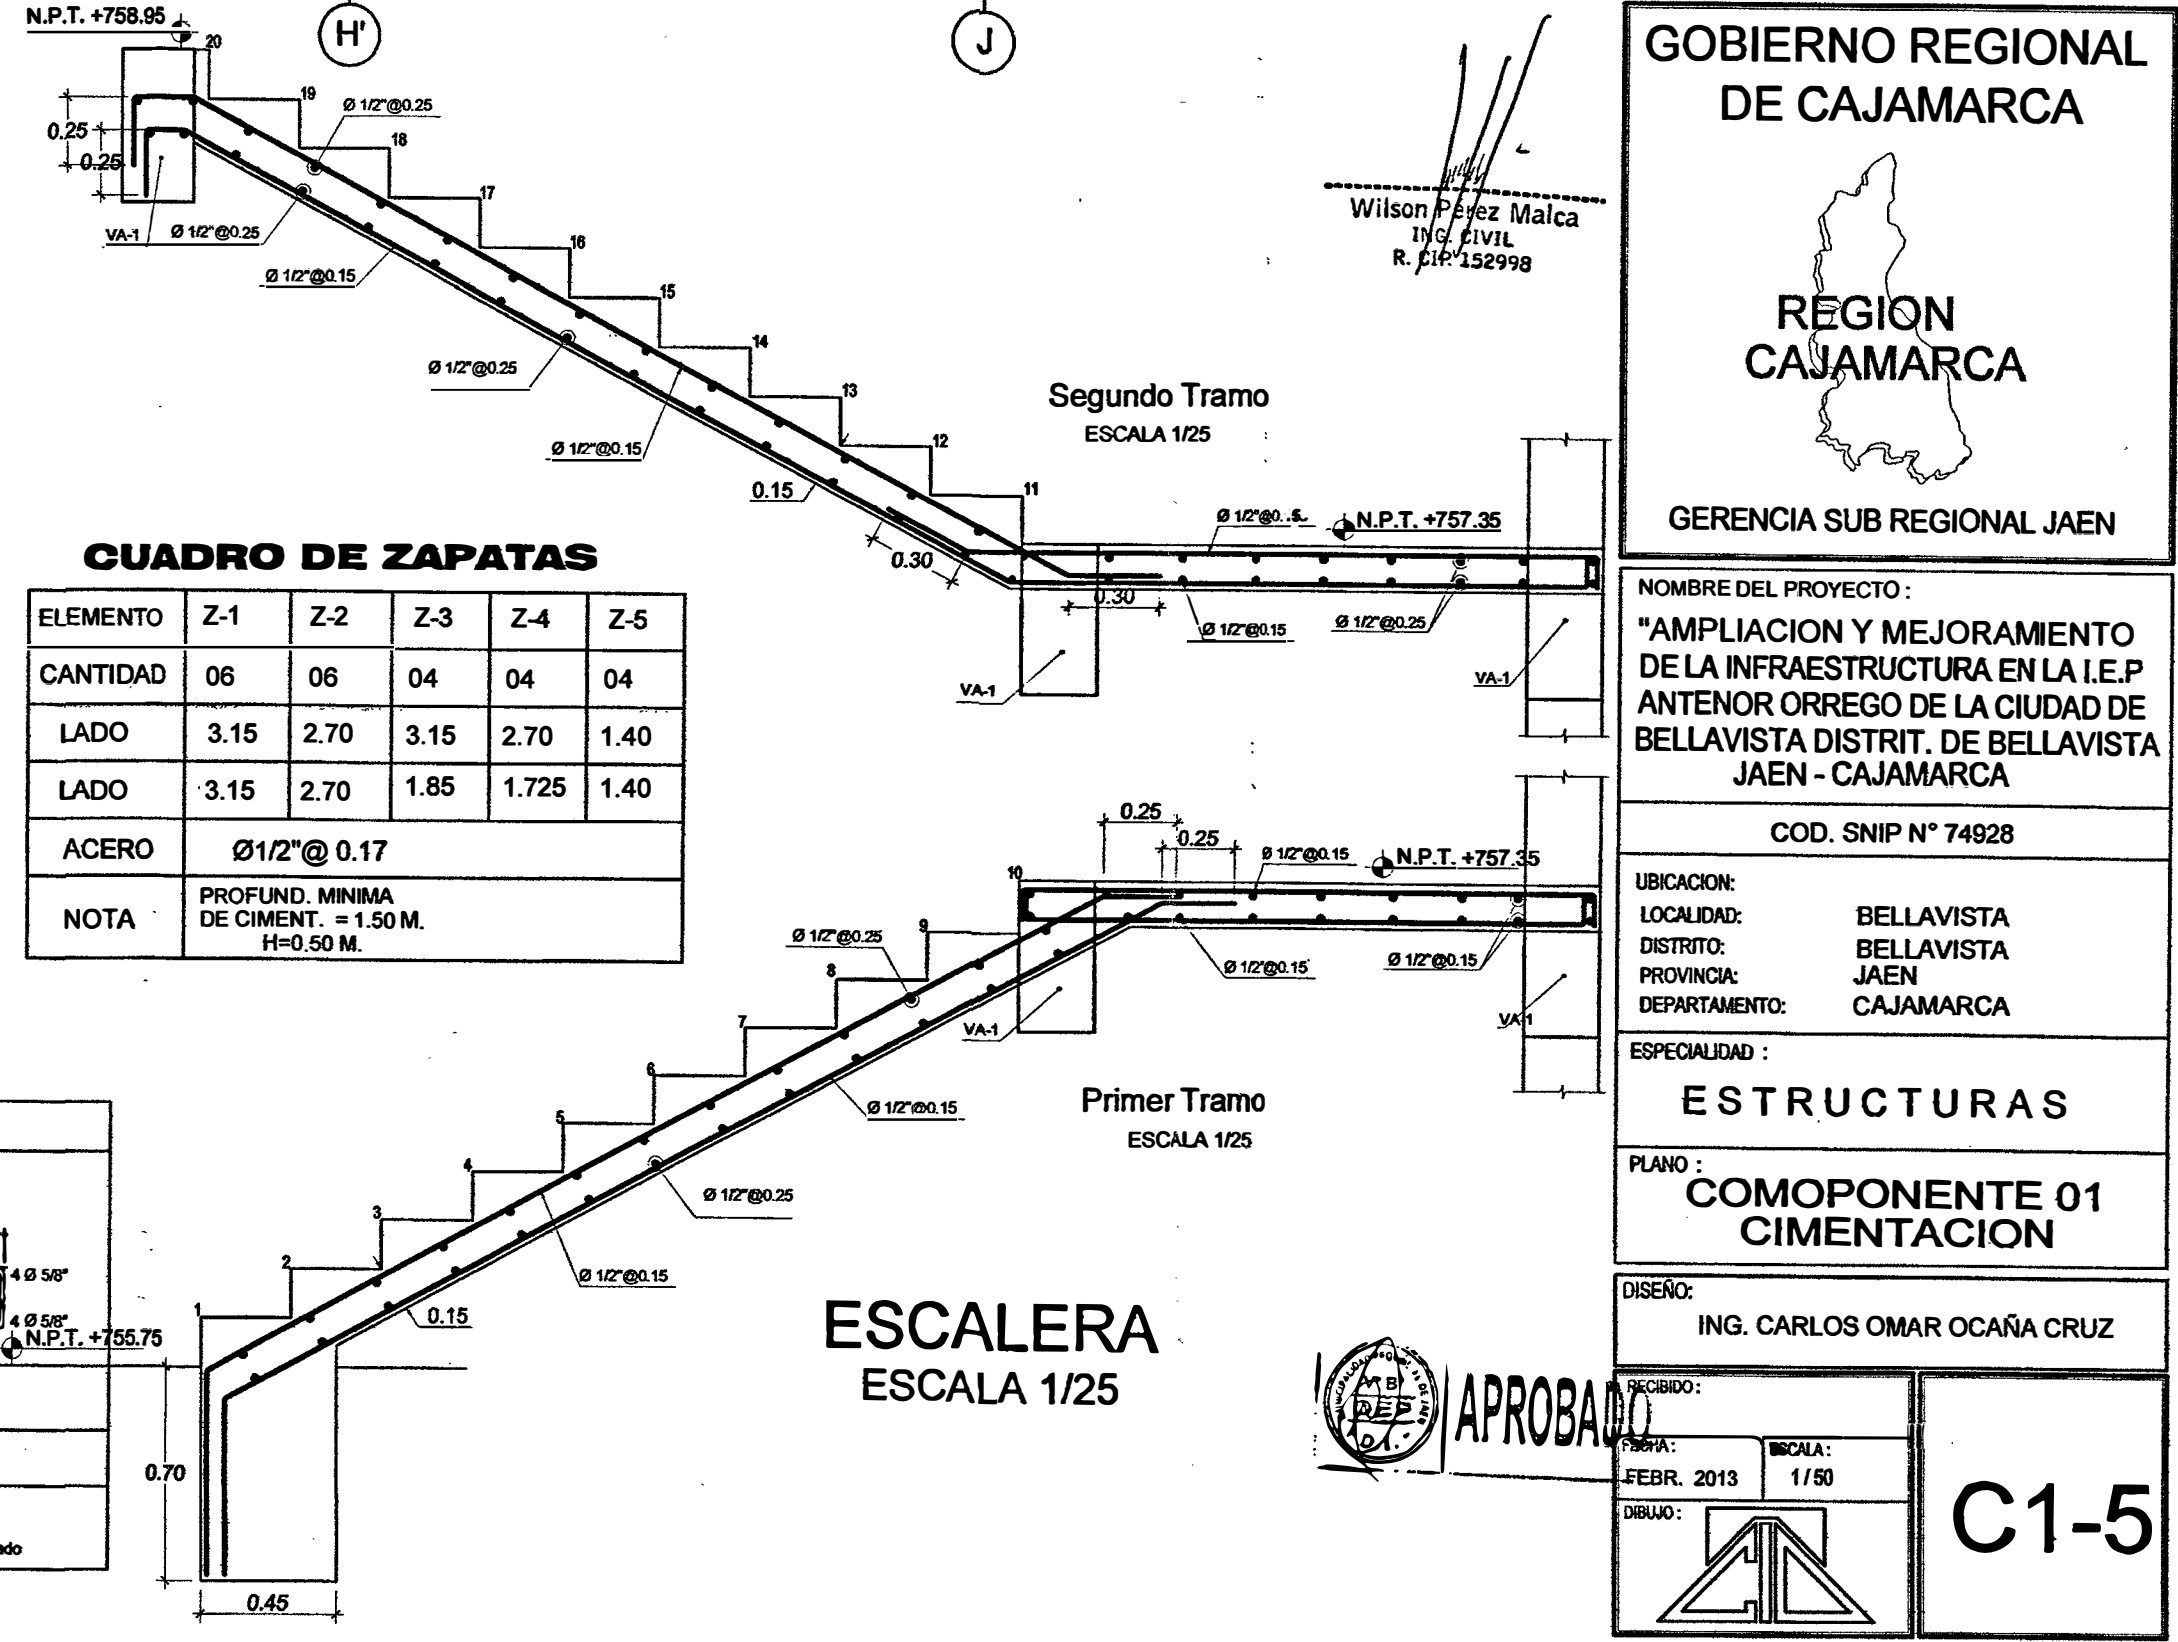 N.P.T. +758.95
H'
J
20
19
18
17
16
15
14
13
12
11
Ø 1/2"@0.25
0.25
0.25
VA-1
Ø 1/2"@0.25
Ø 1/2"@0.15
Ø 1/2"@0.25
Ø 1/2"@0.15
0.15
0.30
0.30
Segundo Tramo
ESCALA 1/25
N.P.T. +757.35
Ø 1/2"@0.15
Ø 1/2"@0.25
VA-1
VA-1
Wilson Pérez Malca
ING. CIVIL
R. CIP. 152998
CUADRO DE ZAPATAS
ELEMENTO Z-1 Z-2 Z-3 Z-4 Z-5
CANTIDAD 06 06 04 04 04
LADO 3.15 2.70 3.15 2.70 1.40
LADO 3.15 2.70 1.85 1.725 1.40
ACERO Ø1/2"@ 0.17
NOTA PROFUND. MINIMA
DE CIMENT. = 1.50 M.
H=0.50 M.
0.25
0.25
Ø 1/2"@0.15
N.P.T. +757.35
10
9
8
7
6
5
4
3
2
1
Ø 1/2"@0.25
Ø 1/2"@0.15
Ø 1/2"@0.15
VA-1
VA-1
Ø 1/2"@0.15
Ø 1/2"@0.25
Ø 1/2"@0.15
0.15
Primer Tramo
ESCALA 1/25
4 Ø 5/8"
4 Ø 5/8"
N.P.T. +755.75
0.70
0.45
ESCALERA
ESCALA 1/25
APROBADO
GOBIERNO REGIONAL
DE CAJAMARCA
REGION
CAJAMARCA
GERENCIA SUB REGIONAL JAEN
NOMBRE DEL PROYECTO :
"AMPLIACION Y MEJORAMIENTO
DE LA INFRAESTRUCTURA EN LA I.E.P
ANTENOR ORREGO DE LA CIUDAD DE
BELLAVISTA DISTRIT. DE BELLAVISTA
JAEN - CAJAMARCA
COD. SNIP N° 74928
UBICACION:
LOCALIDAD: BELLAVISTA
DISTRITO: BELLAVISTA
PROVINCIA: JAEN
DEPARTAMENTO: CAJAMARCA
ESPECIALIDAD :
ESTRUCTURAS
PLANO :
COMOPONENTE 01
CIMENTACION
DISEÑO:
ING. CARLOS OMAR OCAÑA CRUZ
RECIBIDO :
FECHA :
FEBR. 2013
ESCALA :
1 / 50
DIBUJO :
C1-5